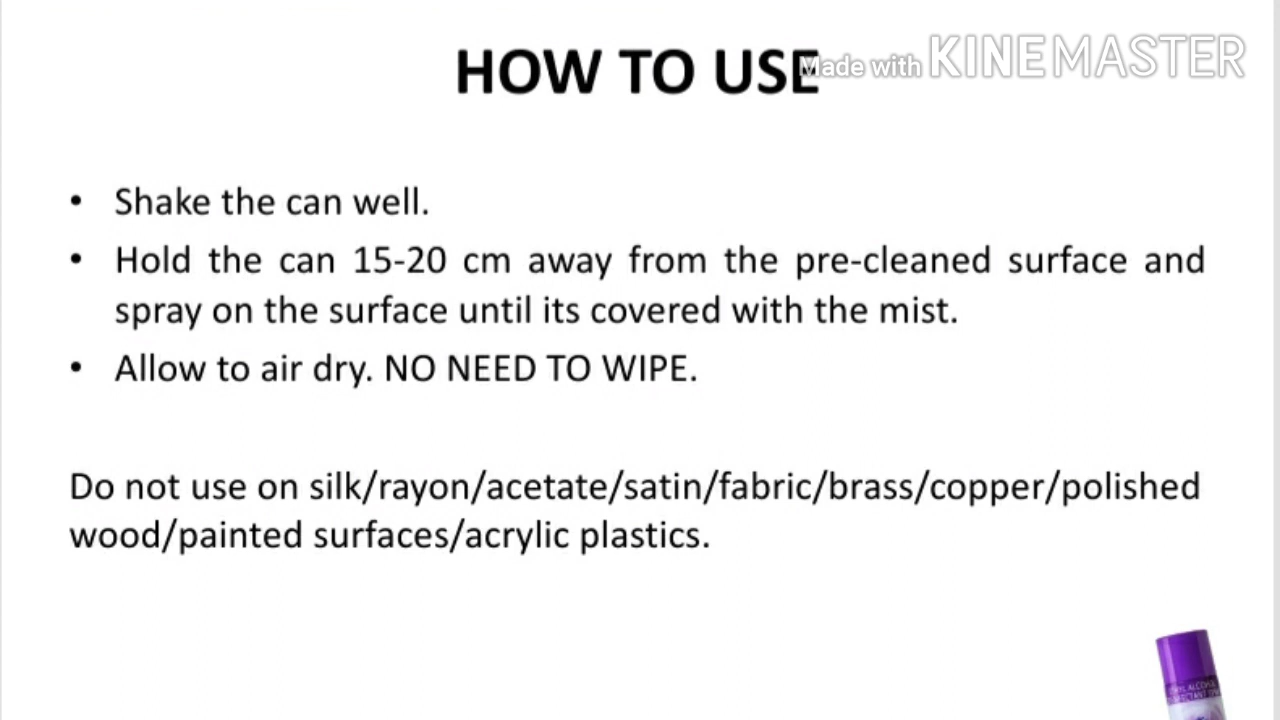 HOW TO USE
Made with KINEMASTER
• Shake the can well.
• Hold the can 15-20 cm away from the pre-cleaned surface and
spray on the surface until its covered with the mist.
• Allow to air dry. NO NEED TO WIPE.
Do not use on silk/rayon/acetate/satin/fabric/brass/copper/polished
wood/painted surfaces/acrylic plastics.